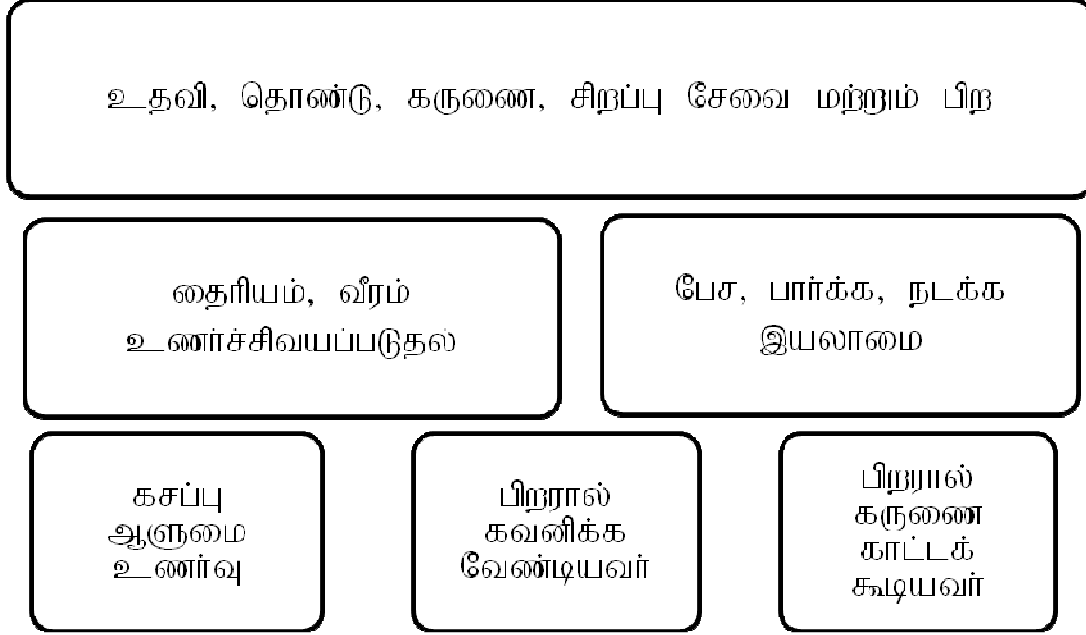 உதவி, தொண்டு, கருணை, சிறப்பு சேவை மற்றும் பிற
தைரியம், வீரம்
உணர்ச்சிவயப்படுதல்
பேச, பார்க்க, நடக்க
இயலாமை
கசப்பு
ஆளுமை
உணர்வு
பிறரால்
கவனிக்க
வேண்டியவர்
பிறரால்
கருணை
காட்டக்
கூடியவர்